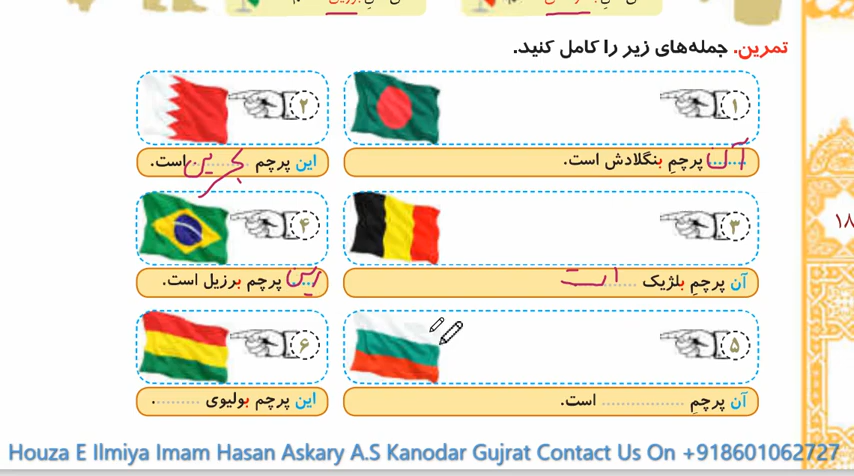 تمرین. جمله‌های زیر را کامل کنید.
۱
آن پرچمِ بنگلادش است.
۲
این پرچم بحرین است.
۳
آن پرچمِ بلژیک است
۴
این پرچم برزیل است.
۵
آن پرچمِ .................. است.
۶
این پرچم بولیوی ..........
۱۸
Houza E Ilmiya Imam Hasan Askary A.S Kanodar Gujrat Contact Us On +918601062727